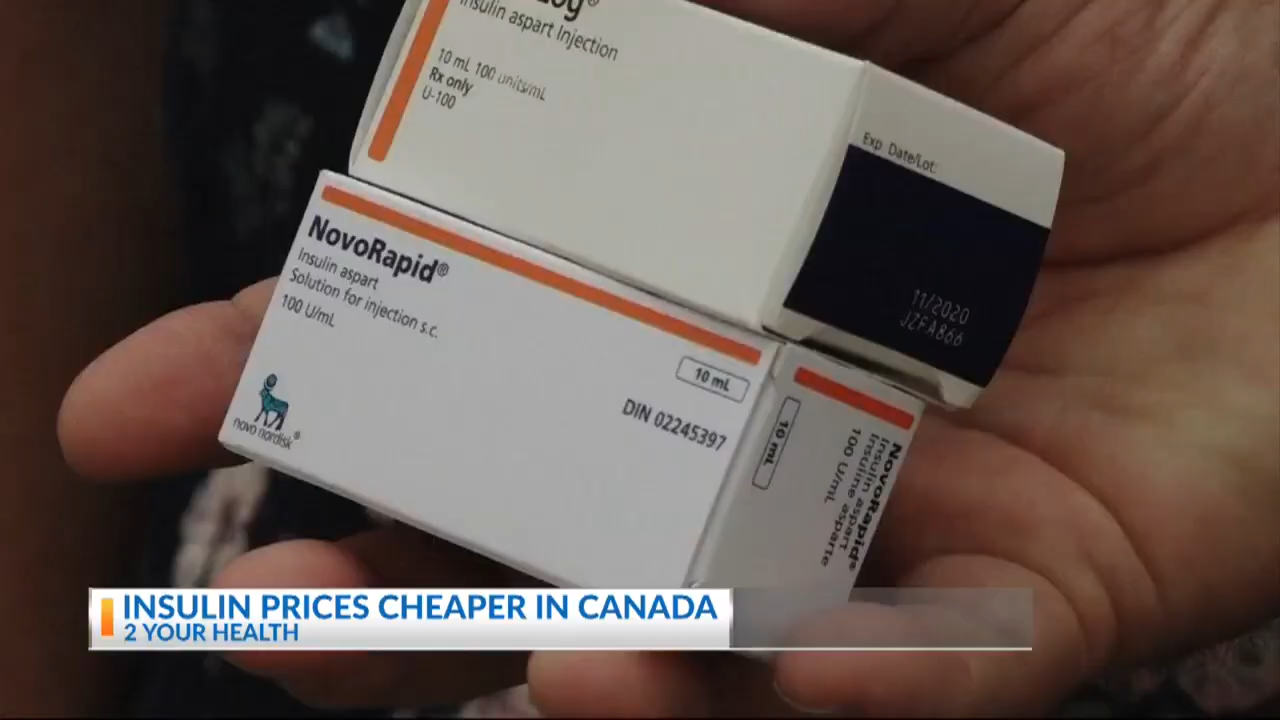 Insulin aspart Injection
10 mL 100 units/mL
Rx only
U-100
Exp. Date/Lot:
11/2020
JZFA866
NovoRapid®
Insulin aspart
Solution for injection s.c.
100 U/mL
10 mL
DIN 02245397
novo nordisk®
10 mL
NovoRapid®
Insulin aspart
Insuline asparte
100 U/mL
INSULIN PRICES CHEAPER IN CANADA
2 YOUR HEALTH